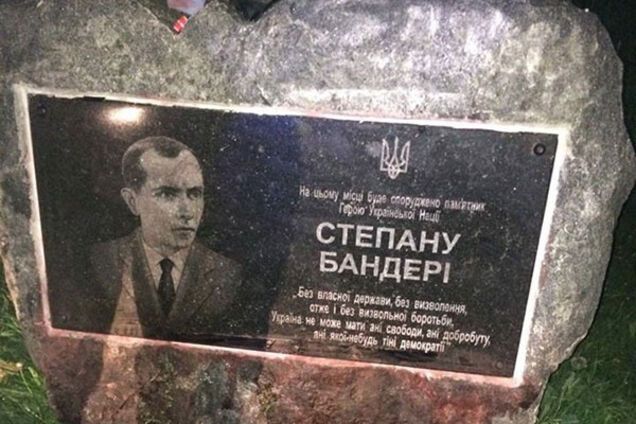 На цьому місці буде споруджено пам'ятник
Герою Української Нації
СТЕПАНУ
БАНДЕРІ
„Без власної держави, без визволення,
отже і без визвольної боротьби,
Україна не може мати ані свободи, ані добробуту,
ані якої-небудь тіні демократії"